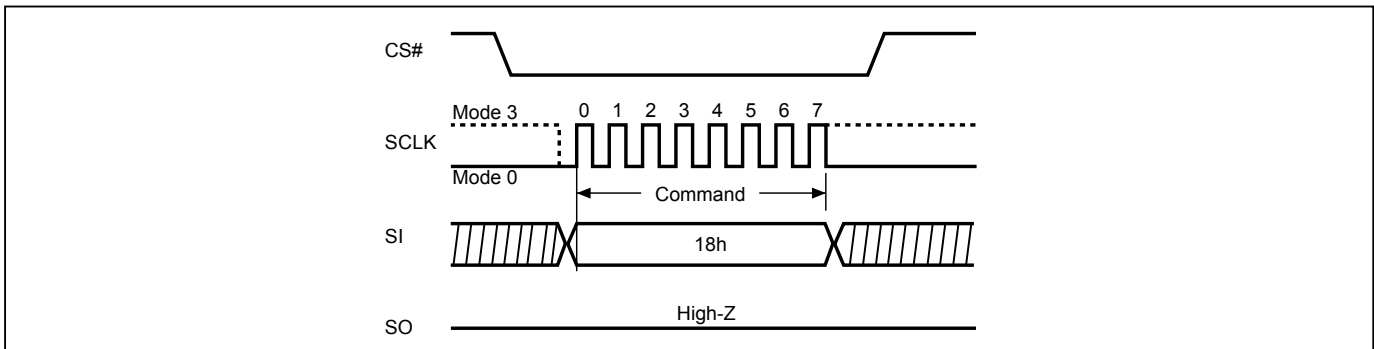 CS#
Mode 3
0 1 2 3 4 5 6 7
SCLK
Mode 0
Command
SI
18h
High-Z
SO